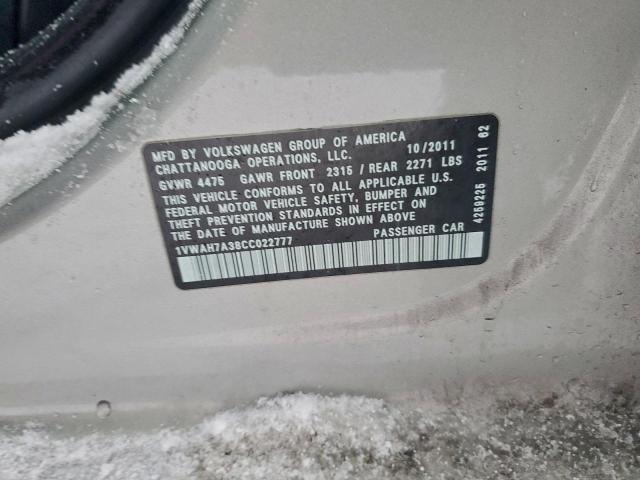 MFD BY VOLKSWAGEN GROUP OF AMERICA
CHATTANOOGA OPERATIONS, LLC. 10/2011
GVWR 4475 GAWR FRONT 2315 / REAR 2271 LBS
THIS VEHICLE CONFORMS TO ALL APPLICABLE U.S.
FEDERAL MOTOR VEHICLE SAFETY, BUMPER AND
THEFT PREVENTION STANDARDS IN EFFECT ON
THE DATE OF MANUFACTURE SHOWN ABOVE
1VWAH7A38CC022777 PASSENGER CAR
4259225 2011 62